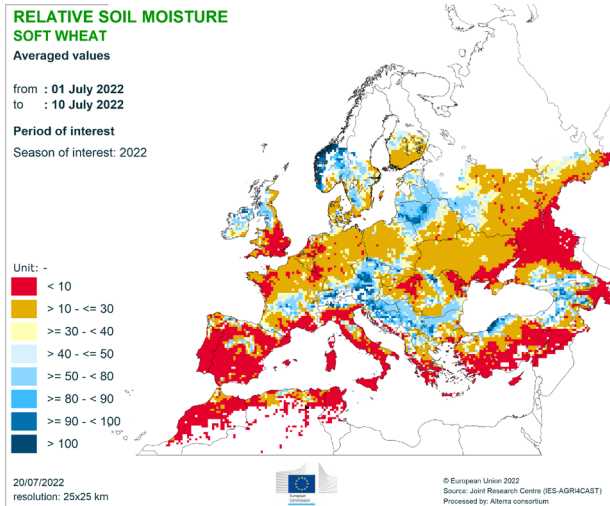 RELATIVE SOIL MOISTURE
SOFT WHEAT
Averaged values
from : 01 July 2022
to : 10 July 2022
Period of interest
Season of interest: 2022
Unit: -
< 10
> 10 - <= 30
>= 30 - < 40
> 40 - <= 50
>= 50 - < 80
>= 80 - < 90
>= 90 - < 100
> 100
20/07/2022
resolution: 25x25 km
European
Commission
© European Union 2022
Source: Joint Research Centre (IES-AGRI4CAST)
Processed by: Alterra consortium